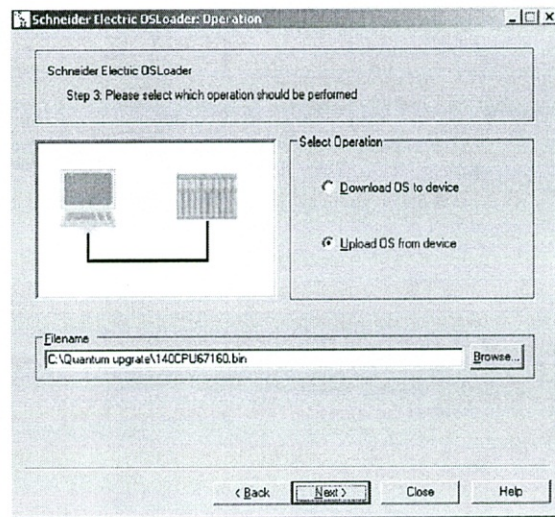 Schneider Electric OSLoader: Operation
Schneider Electric OSLoader
Step 3: Please select which operation should be performed
Select Operation
Download OS to device
Upload OS from device
Filename
C:\Quantum upgrate\140CPU67160.bin
Browse...
< Back
Next >
Close
Help